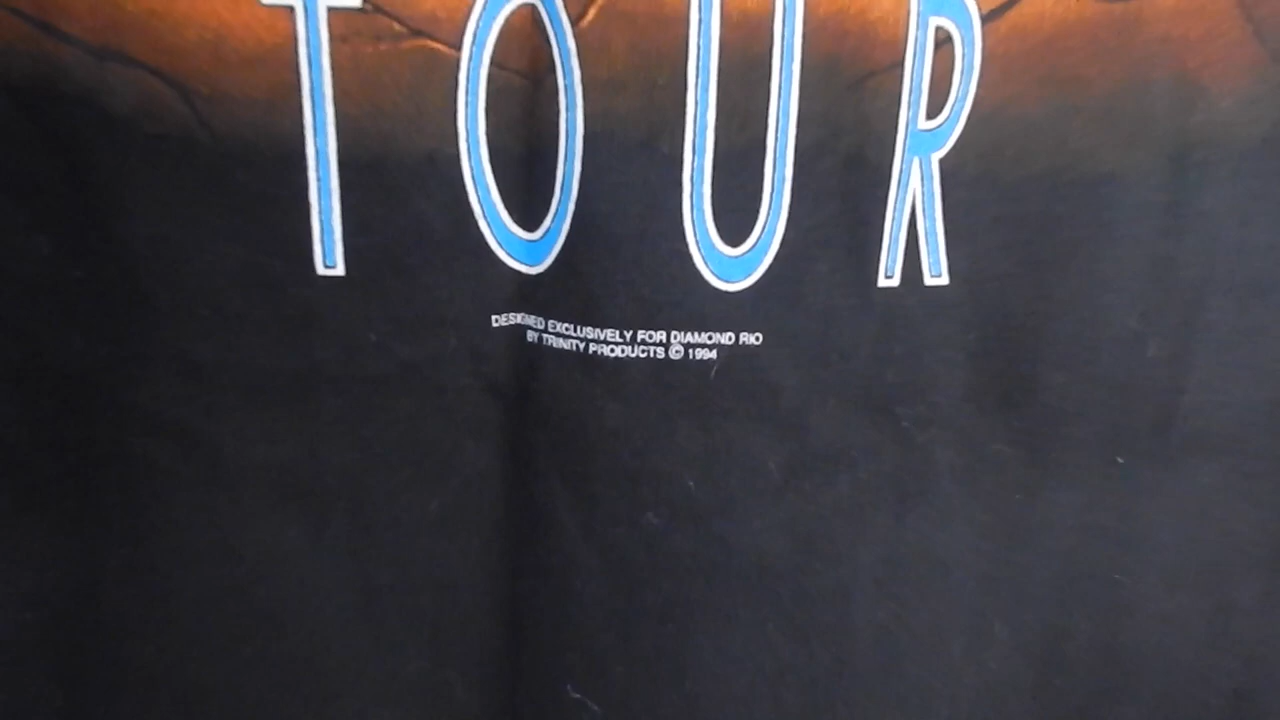 TOUR
DESIGNED EXCLUSIVELY FOR DIAMOND RIO
BY TRINITY PRODUCTS © 1994